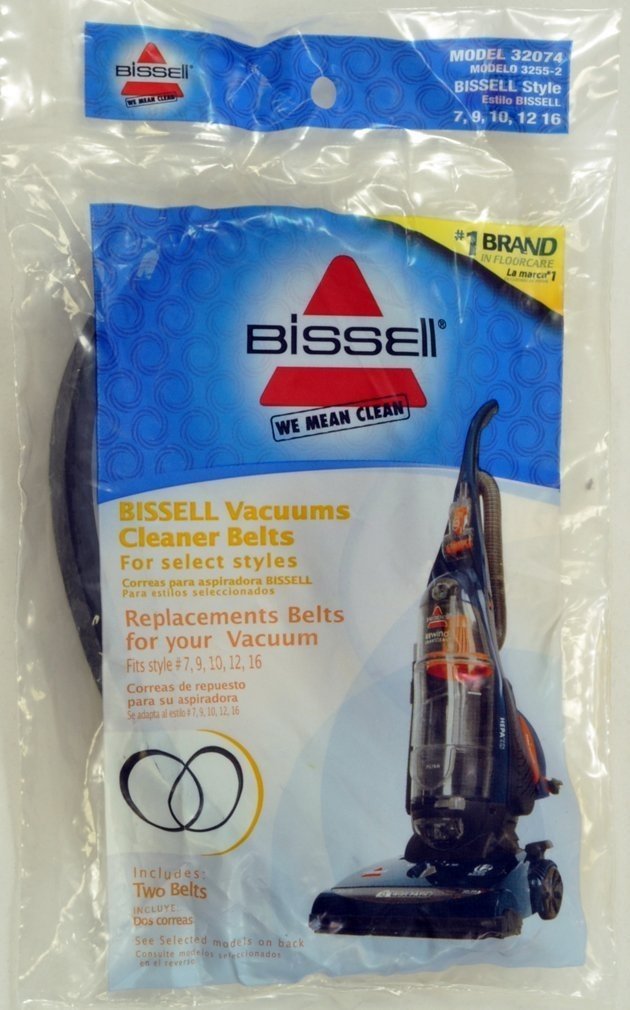 BISSELL®
WE MEAN CLEAN
MODEL 32074
MODELO 3255-2
BISSELL Style
Estilo BISSELL
7, 9, 10, 12 16
#1 BRAND
IN FLOORCARE
La marca #1
BISSELL®
WE MEAN CLEAN
BISSELL Vacuums
Cleaner Belts
For select styles
Correas para aspiradora BISSELL
Para estilos seleccionados
Replacements Belts
for your Vacuum
Fits style # 7, 9, 10, 12, 16
Correas de repuesto
para su aspiradora
Se adapta al estilo # 7, 9, 10, 12, 16
HEPA
FILTER
Includes:
Two Belts
INCLUYE:
Dos correas
See Selected models on back
Consulte modelos seleccionados
en el reverso